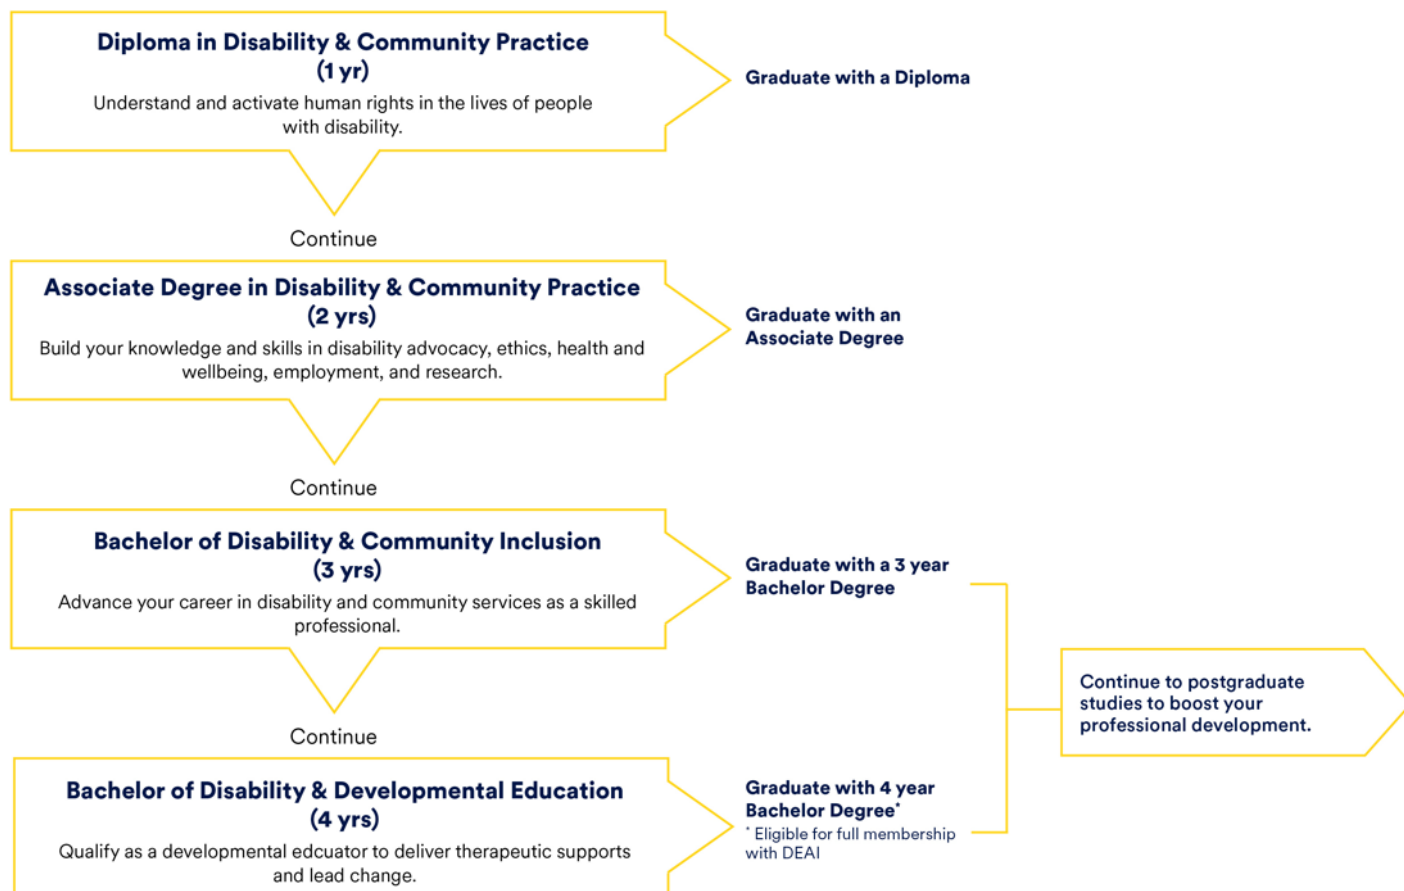 Diploma in Disability & Community Practice
(1 yr)
Understand and activate human rights in the lives of people
with disability.
Graduate with a Diploma
Continue
Associate Degree in Disability & Community Practice
(2 yrs)
Build your knowledge and skills in disability advocacy, ethics, health and
wellbeing, employment, and research.
Graduate with an
Associate Degree
Continue
Bachelor of Disability & Community Inclusion
(3 yrs)
Advance your career in disability and community services as a skilled
professional.
Graduate with a 3 year
Bachelor Degree
Continue to postgraduate
studies to boost your
professional development.
Continue
Bachelor of Disability & Developmental Education
(4 yrs)
Qualify as a developmental edcuator to deliver therapeutic supports
and lead change.
Graduate with 4 year
Bachelor Degree*
* Eligible for full membership
with DEAI